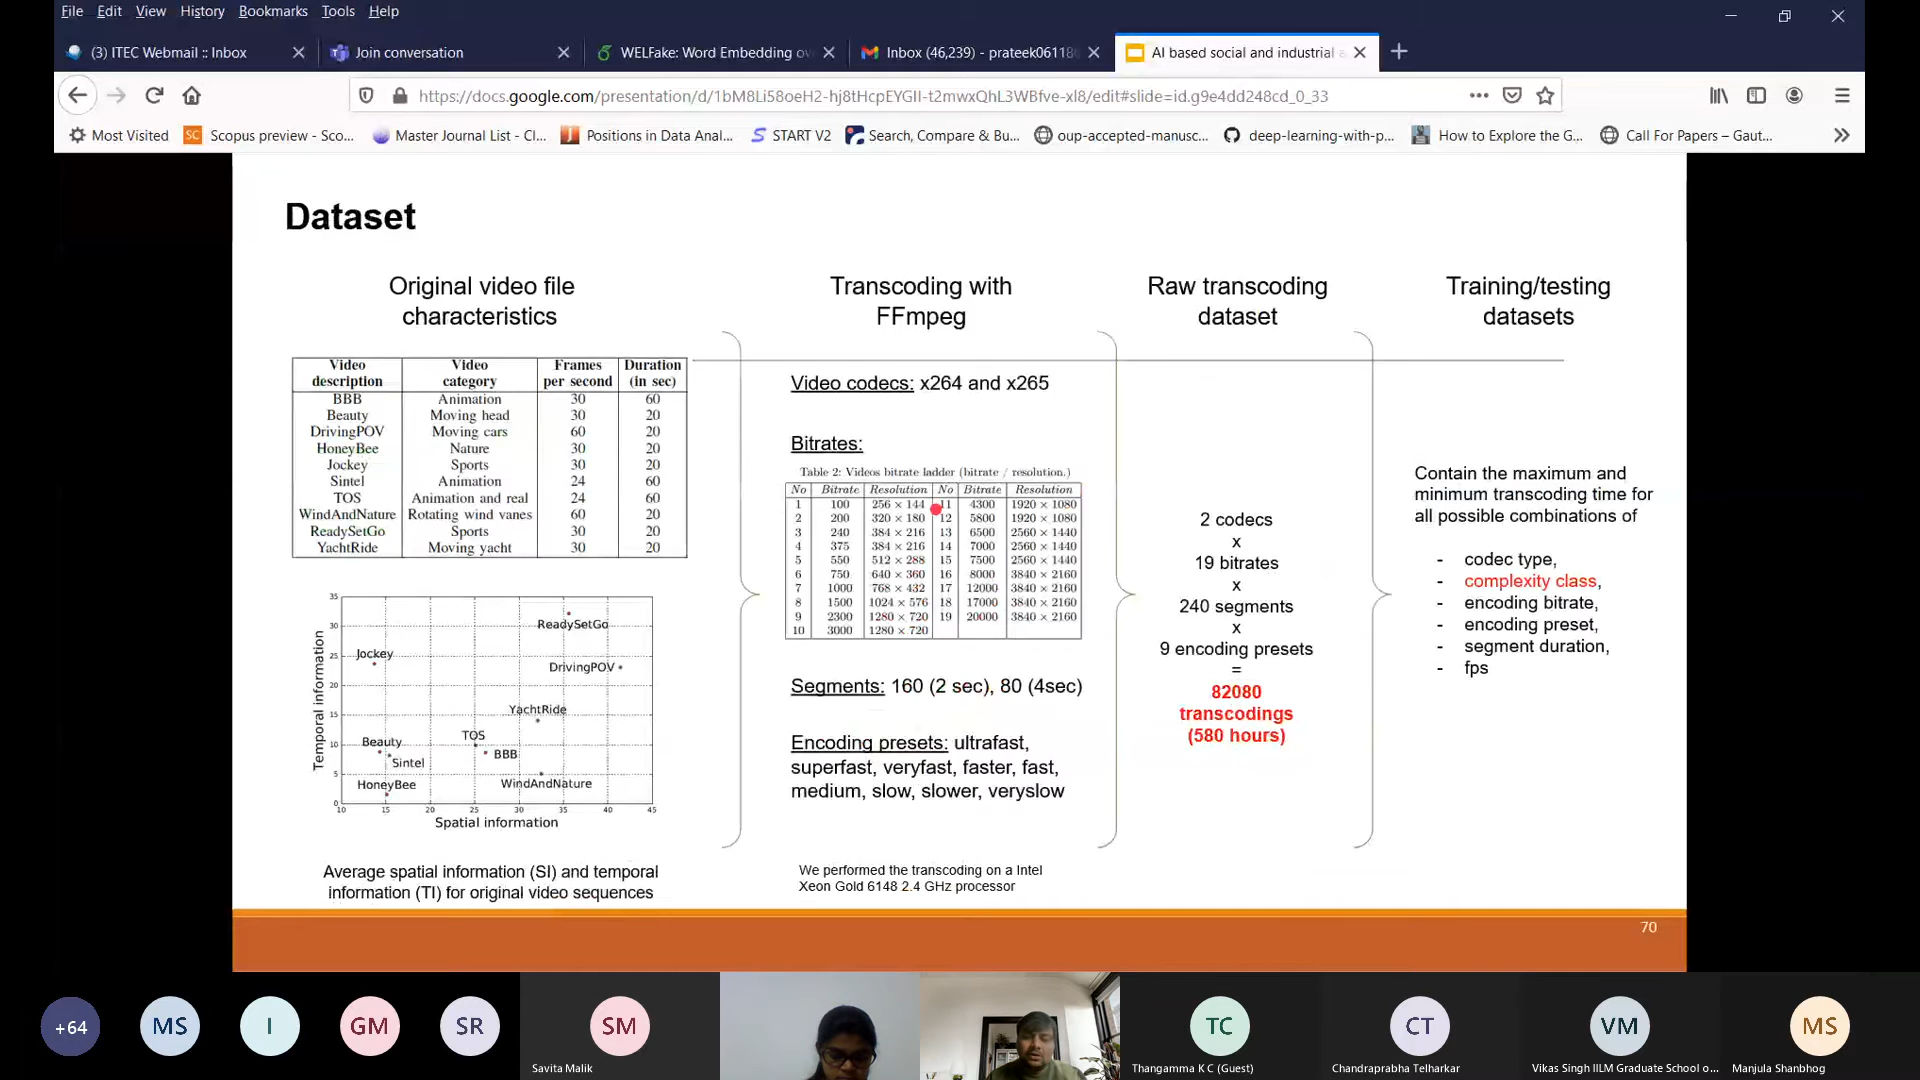 File Edit View History Bookmarks Tools Help
(3) ITEC Webmail :: Inbox
Join conversation
WELFake: Word Embedding ov
Inbox (46,239) - prateek06118
AI based social and industrial a
https://docs.google.com/presentation/d/1bM8Li58oeH2-hj8tHcpEYGII-t2mwxQhL3WBfve-xl8/edit#slide=id.g9e4dd248cd_0_33
Most Visited
SC Scopus preview - Sco...
Master Journal List - Cl...
Positions in Data Anal...
START V2
Search, Compare & Bu...
oup-accepted-manusc...
deep-learning-with-p...
How to Explore the G...
Call For Papers – Gaut...
Dataset
Original video file
characteristics
Video description | Video category | Frames per second | Duration (in sec)
BBB Animation 30 60
Beauty Moving head 30 20
DrivingPOV Moving cars 60 20
HoneyBee Nature 30 20
Jockey Sports 30 20
Sintel Animation 24 60
TOS Animation and real 24 60
WindAndNature Rotating wind vanes 60 20
ReadySetGo Sports 30 20
YachtRide Moving yacht 30 20
Temporal information
35
30
25
20
15
10
5
0
ReadySetGo
Jockey
DrivingPOV
YachtRide
TOS
Beauty
BBB
Sintel
HoneyBee
WindAndNature
10 15 20 25 30 35 40 45
Spatial information
Average spatial information (SI) and temporal
information (TI) for original video sequences
Transcoding with
FFmpeg
Video codecs: x264 and x265
Bitrates:
Table 2: Videos bitrate ladder (bitrate / resolution.)
No Bitrate Resolution No Bitrate Resolution
1 100 256 × 144 11 4300 1920 × 1080
2 200 320 × 180 12 5800 1920 × 1080
3 240 384 × 216 13 6500 2560 × 1440
4 375 384 × 216 14 7000 2560 × 1440
5 550 512 × 288 15 7500 2560 × 1440
6 750 640 × 360 16 8000 3840 × 2160
7 1000 768 × 432 17 12000 3840 × 2160
8 1500 1024 × 576 18 17000 3840 × 2160
9 2300 1280 × 720 19 20000 3840 × 2160
10 3000 1280 × 720
Segments: 160 (2 sec), 80 (4sec)
Encoding presets: ultrafast,
superfast, veryfast, faster, fast,
medium, slow, slower, veryslow
We performed the transcoding on a Intel
Xeon Gold 6148 2.4 GHz processor
Raw transcoding
dataset
2 codecs
x
19 bitrates
x
240 segments
x
9 encoding presets
=
82080
transcodings
(580 hours)
Training/testing
datasets
Contain the maximum and
minimum transcoding time for
all possible combinations of
- codec type,
- complexity class,
- encoding bitrate,
- encoding preset,
- segment duration,
- fps
70
+64
MS
I
GM
SR
SM
Savita Malik
TC
Thangamma K C (Guest)
CT
Chandraprabha Telharkar
VM
Vikas Singh IILM Graduate School o...
MS
Manjula Shanbhog